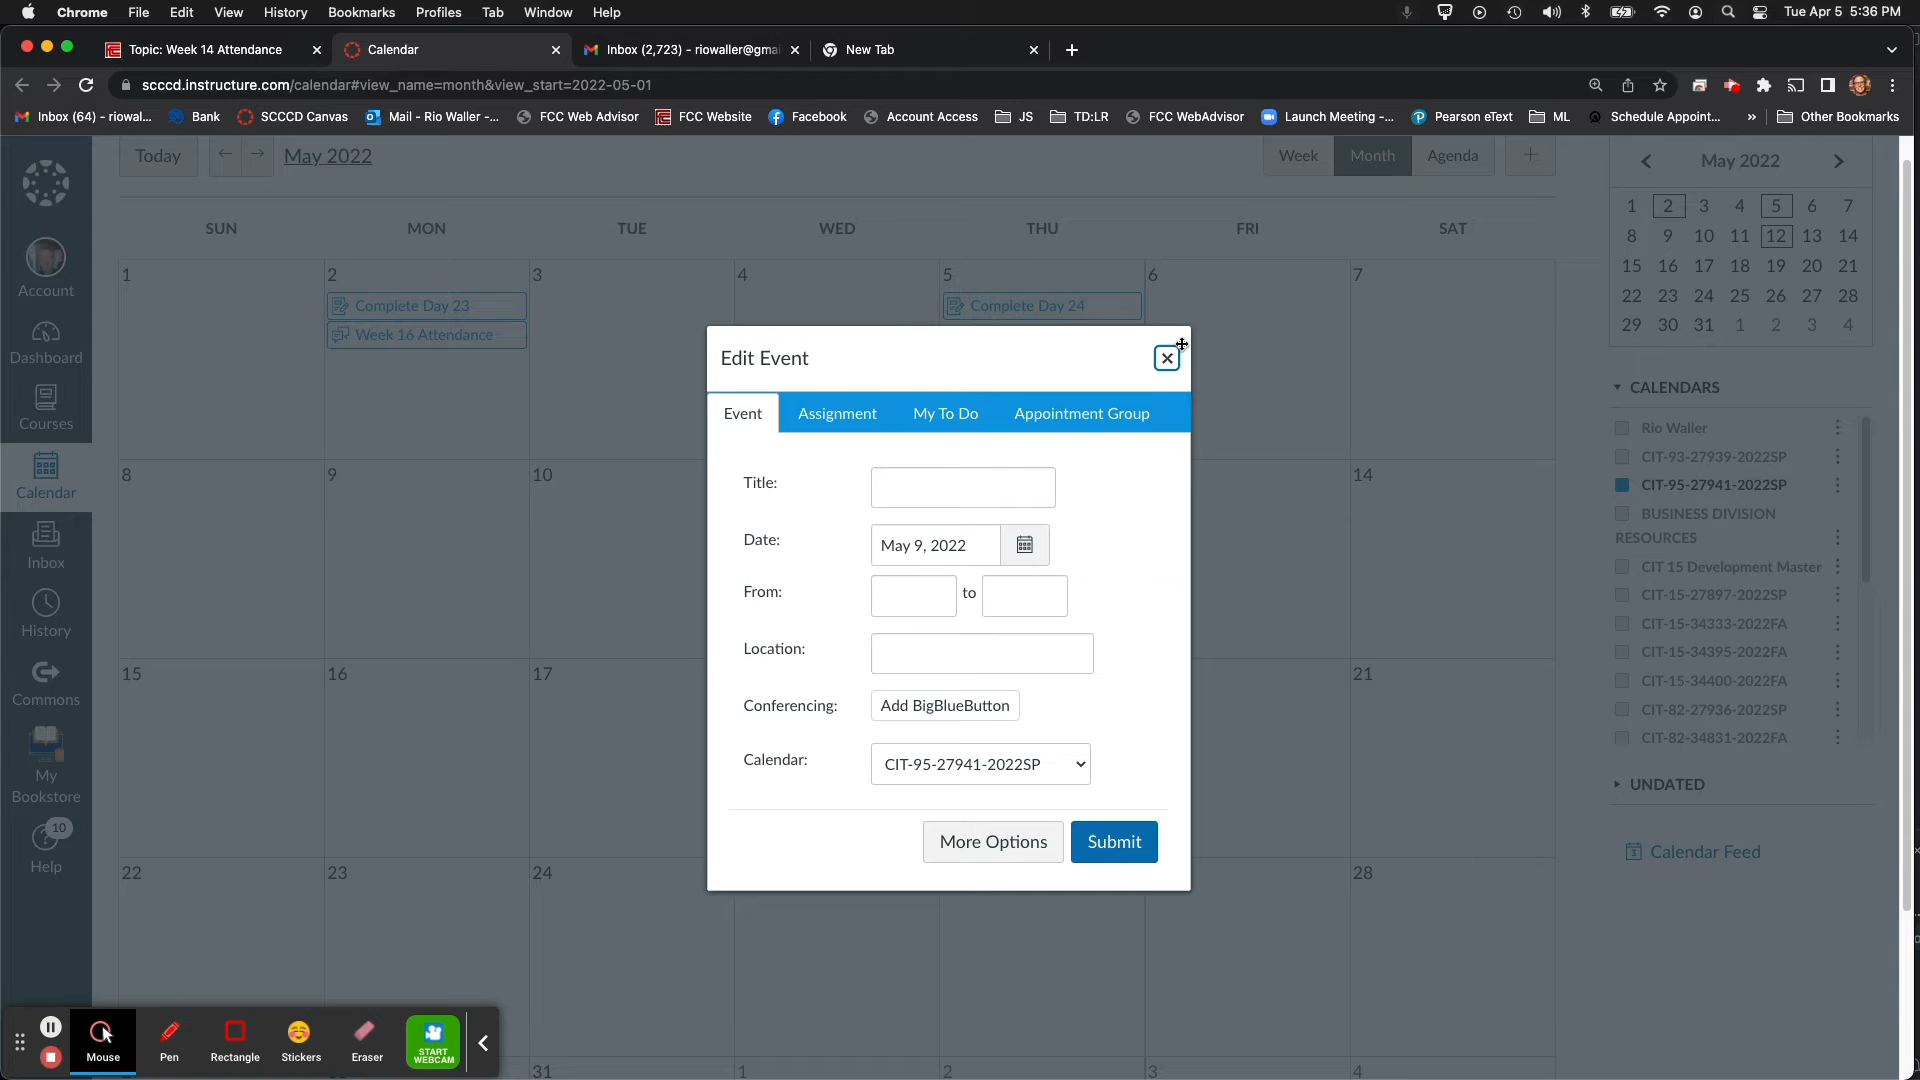 Chrome File Edit View History Bookmarks Profiles Tab Window Help Tue Apr 5 5:36 PM
Topic: Week 14 Attendance Calendar Inbox (2,723) - riowaller@gmai New Tab
scccd.instructure.com/calendar#view_name=month&view_start=2022-05-01
Inbox (64) - riowal... Bank SCCCD Canvas Mail - Rio Waller -... FCC Web Advisor FCC Website Facebook Account Access JS TD:LR FCC WebAdvisor Launch Meeting -... Pearson eText ML Schedule Appoint... » Other Bookmarks
Today May 2022 Week Month Agenda
SUN MON TUE WED THU FRI SAT
1 2 3 4 5 6 7
Complete Day 23 Complete Day 24
Week 16 Attendance
8 9 10 14
15 16 17 21
22 23 24 28
31 1 2 3 4
Account
Dashboard
Courses
Calendar
Inbox
History
Commons
My
Bookstore
10
Help
Edit Event
Event Assignment My To Do Appointment Group
Title:
Date: May 9, 2022
From: to
Location:
Conferencing: Add BigBlueButton
Calendar: CIT-95-27941-2022SP
More Options Submit
May 2022
1 2 3 4 5 6 7
8 9 10 11 12 13 14
15 16 17 18 19 20 21
22 23 24 25 26 27 28
29 30 31 1 2 3 4
CALENDARS
Rio Waller
CIT-93-27939-2022SP
CIT-95-27941-2022SP
BUSINESS DIVISION
RESOURCES
CIT 15 Development Master
CIT-15-27897-2022SP
CIT-15-34333-2022FA
CIT-15-34395-2022FA
CIT-15-34400-2022FA
CIT-82-27936-2022SP
CIT-82-34831-2022FA
UNDATED
Calendar Feed
Mouse Pen Rectangle Stickers Eraser START
WEBCAM